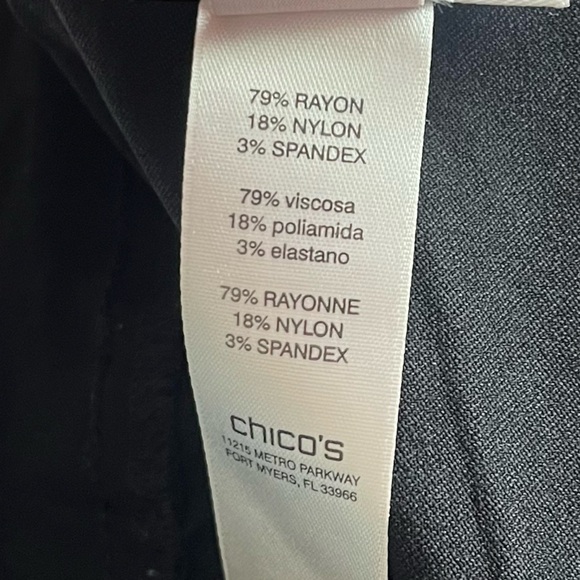 79% RAYON
18% NYLON
3% SPANDEX
79% viscosa
18% poliamida
3% elastano
79% RAYONNE
18% NYLON
3% SPANDEX
chico's
11215 METRO PARKWAY
FORT MYERS, FL 33966